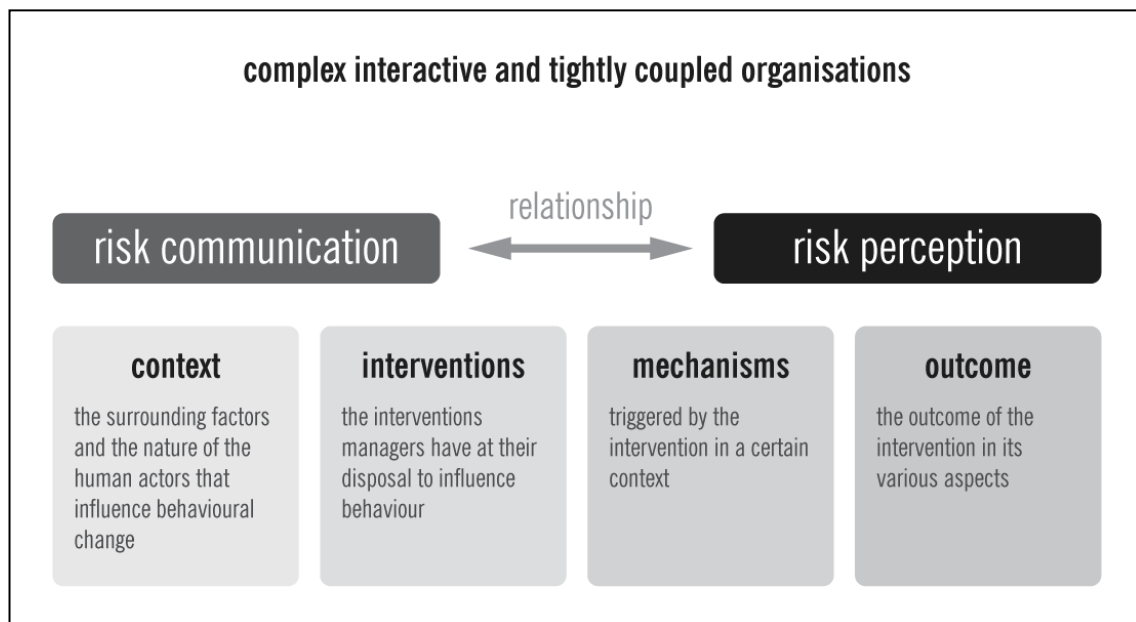 complex interactive and tightly coupled organisations
relationship
risk communication
risk perception
context
the surrounding factors
and the nature of the
human actors that
influence behavioural
change
interventions
the interventions
managers have at their
disposal to influence
behaviour
mechanisms
triggered by the
intervention in a certain
context
outcome
the outcome of the
intervention in its
various aspects